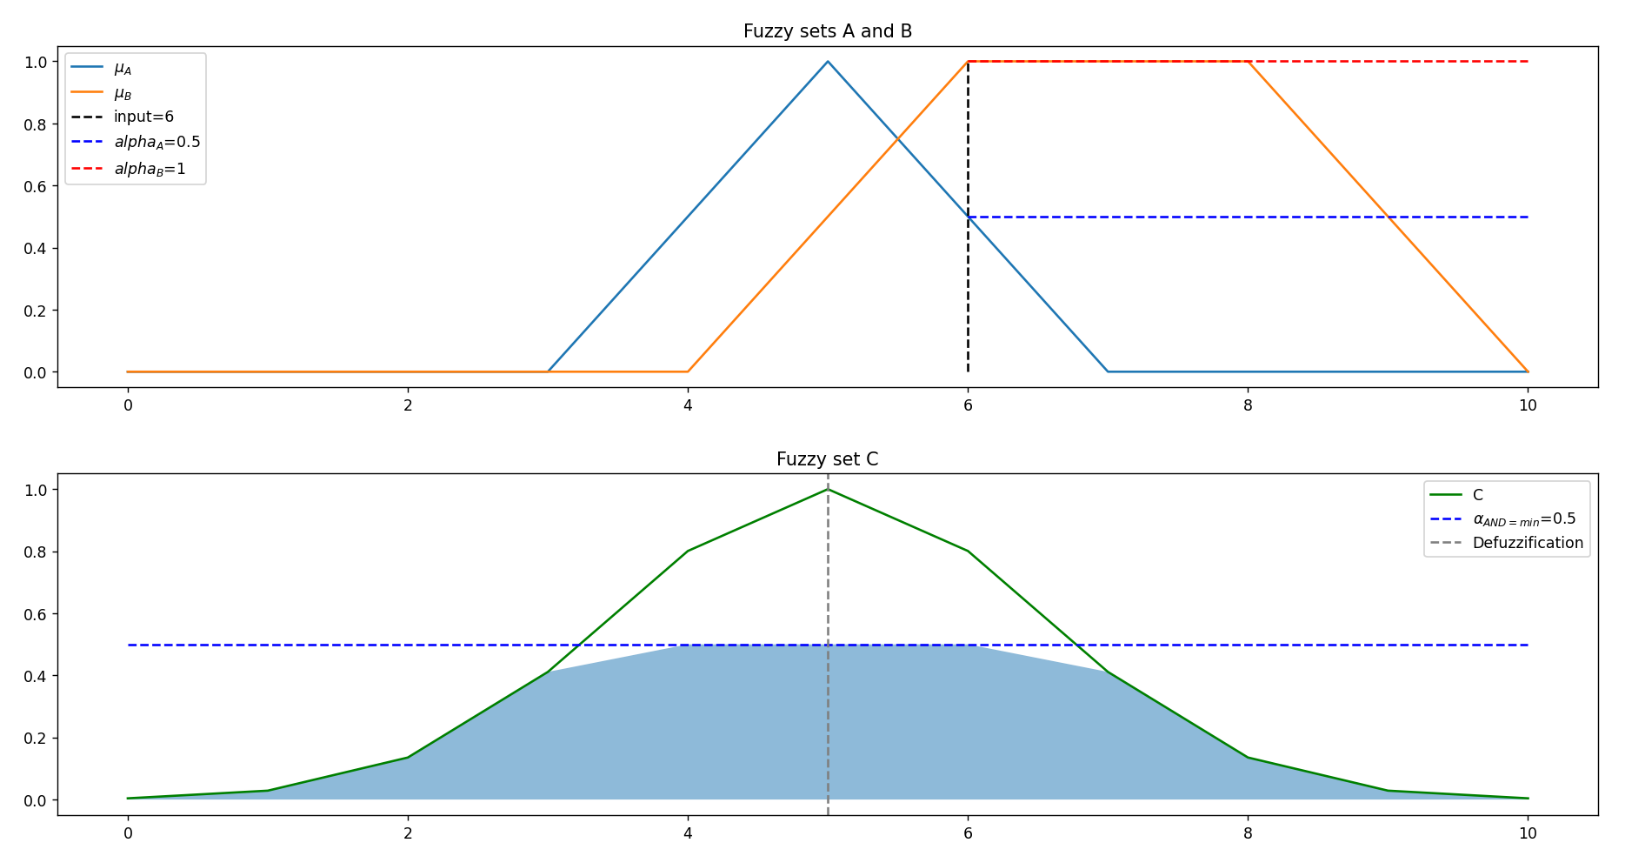 Fuzzy sets A and B
1.0
0.8
0.6
0.4
0.2
0.0
μA
μB
input=6
alphaA=0.5
alphaB=1
0 2 4 6 8 10
Fuzzy set C
1.0
0.8
0.6
0.4
0.2
0.0
C
αAND=min=0.5
Defuzzification
0 2 4 6 8 10